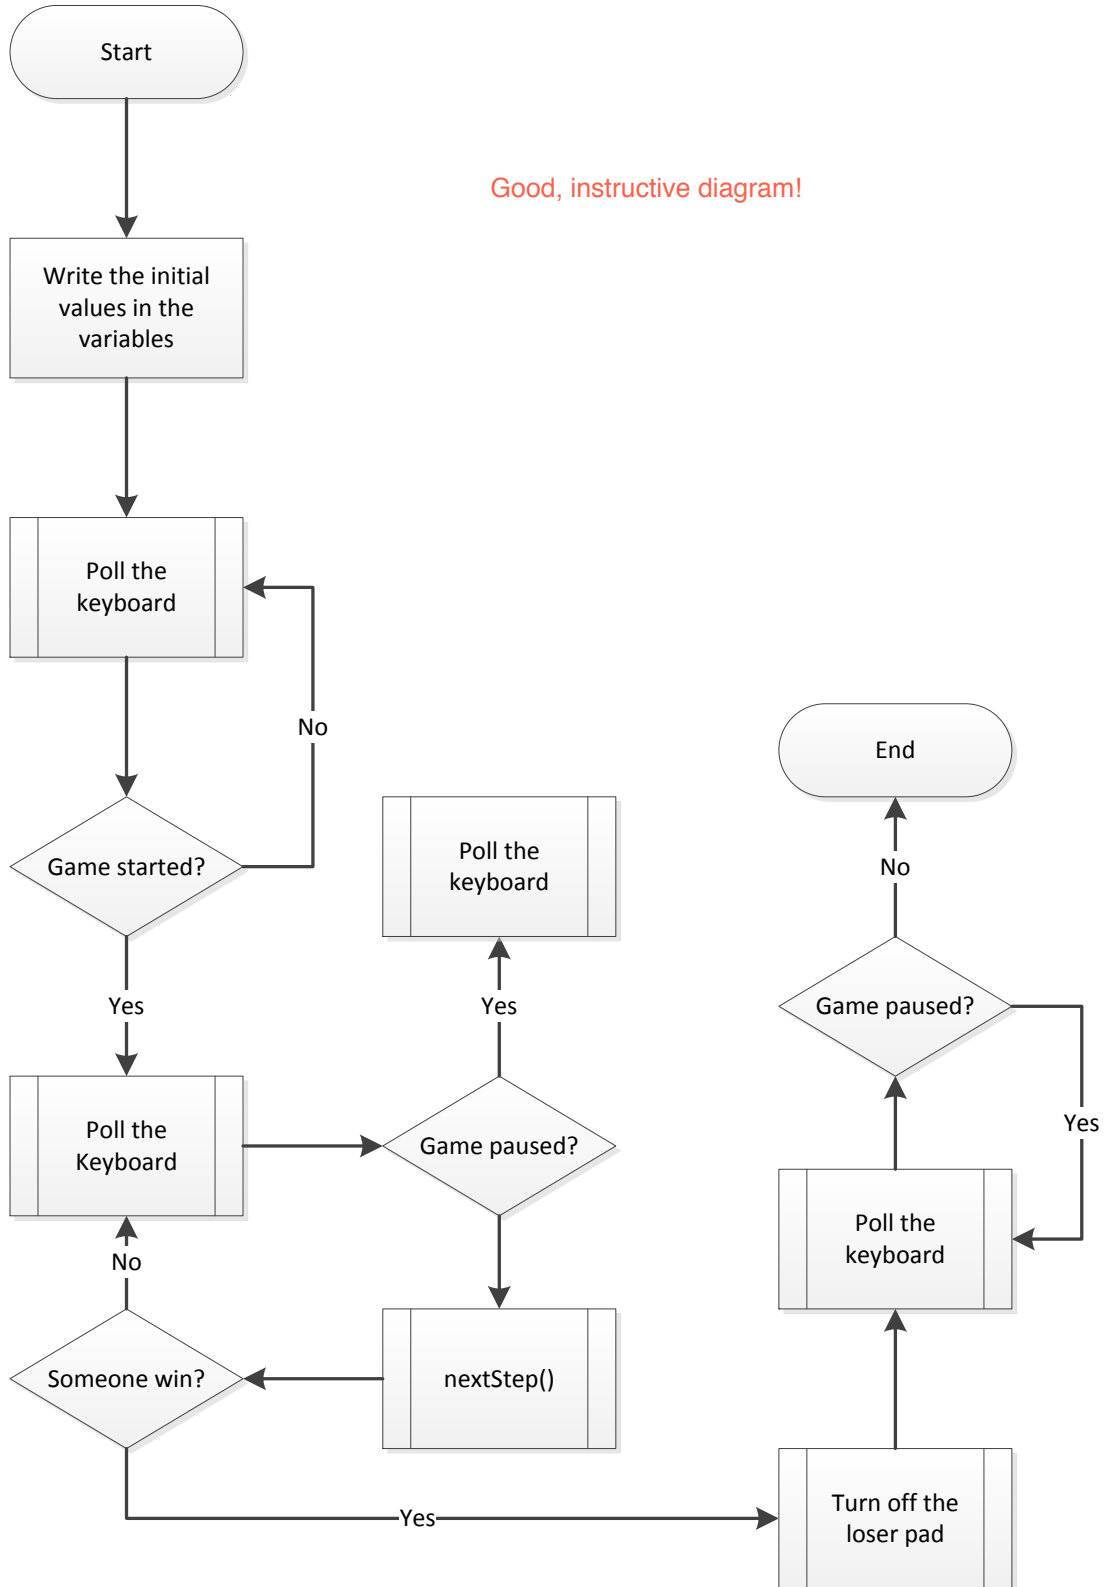 Start
Good, instructive diagram!
Write the initial
values in the
variables
Poll the
keyboard
No
Game started?
Yes
Poll the
keyboard
Yes
Poll the
Keyboard
Game paused?
nextStep()
Someone win?
No
Yes
Turn off the
loser pad
Poll the
keyboard
Yes
Game paused?
No
End